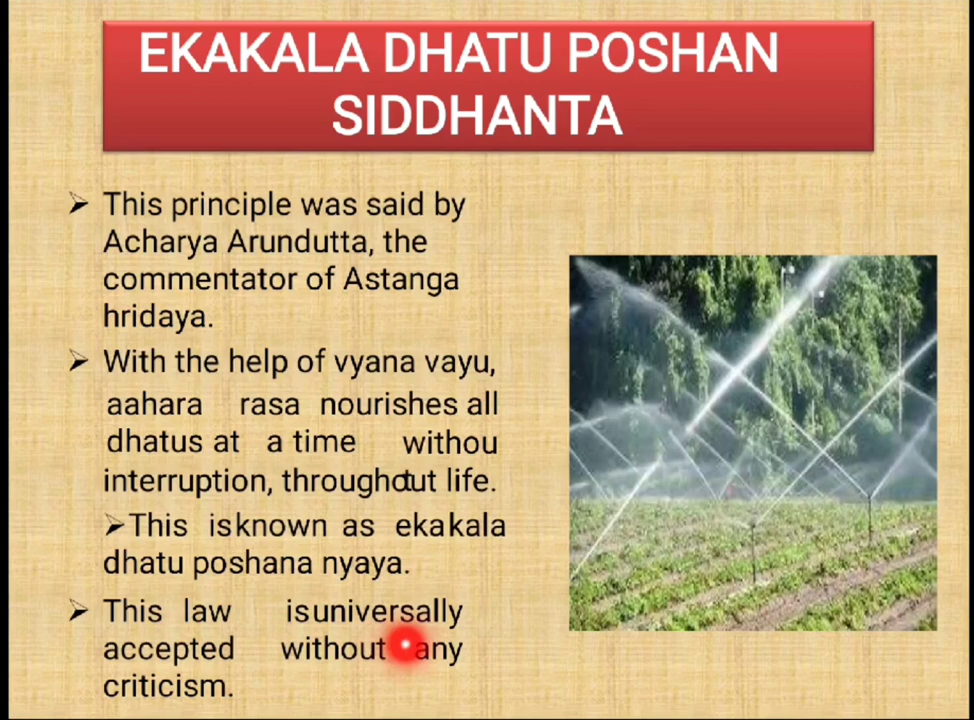 EKAKALA DHATU POSHAN
SIDDHANTA
➢ This principle was said by
Acharya Arundutta, the
commentator of Astanga
hridaya.
➢ With the help of vyana vayu,
aahara rasa nourishes all
dhatus at a time withou
interruption, throughout life.
➢This isknown as ekakala
dhatu poshana nyaya.
➢ This law isuniversally
accepted without any
criticism.